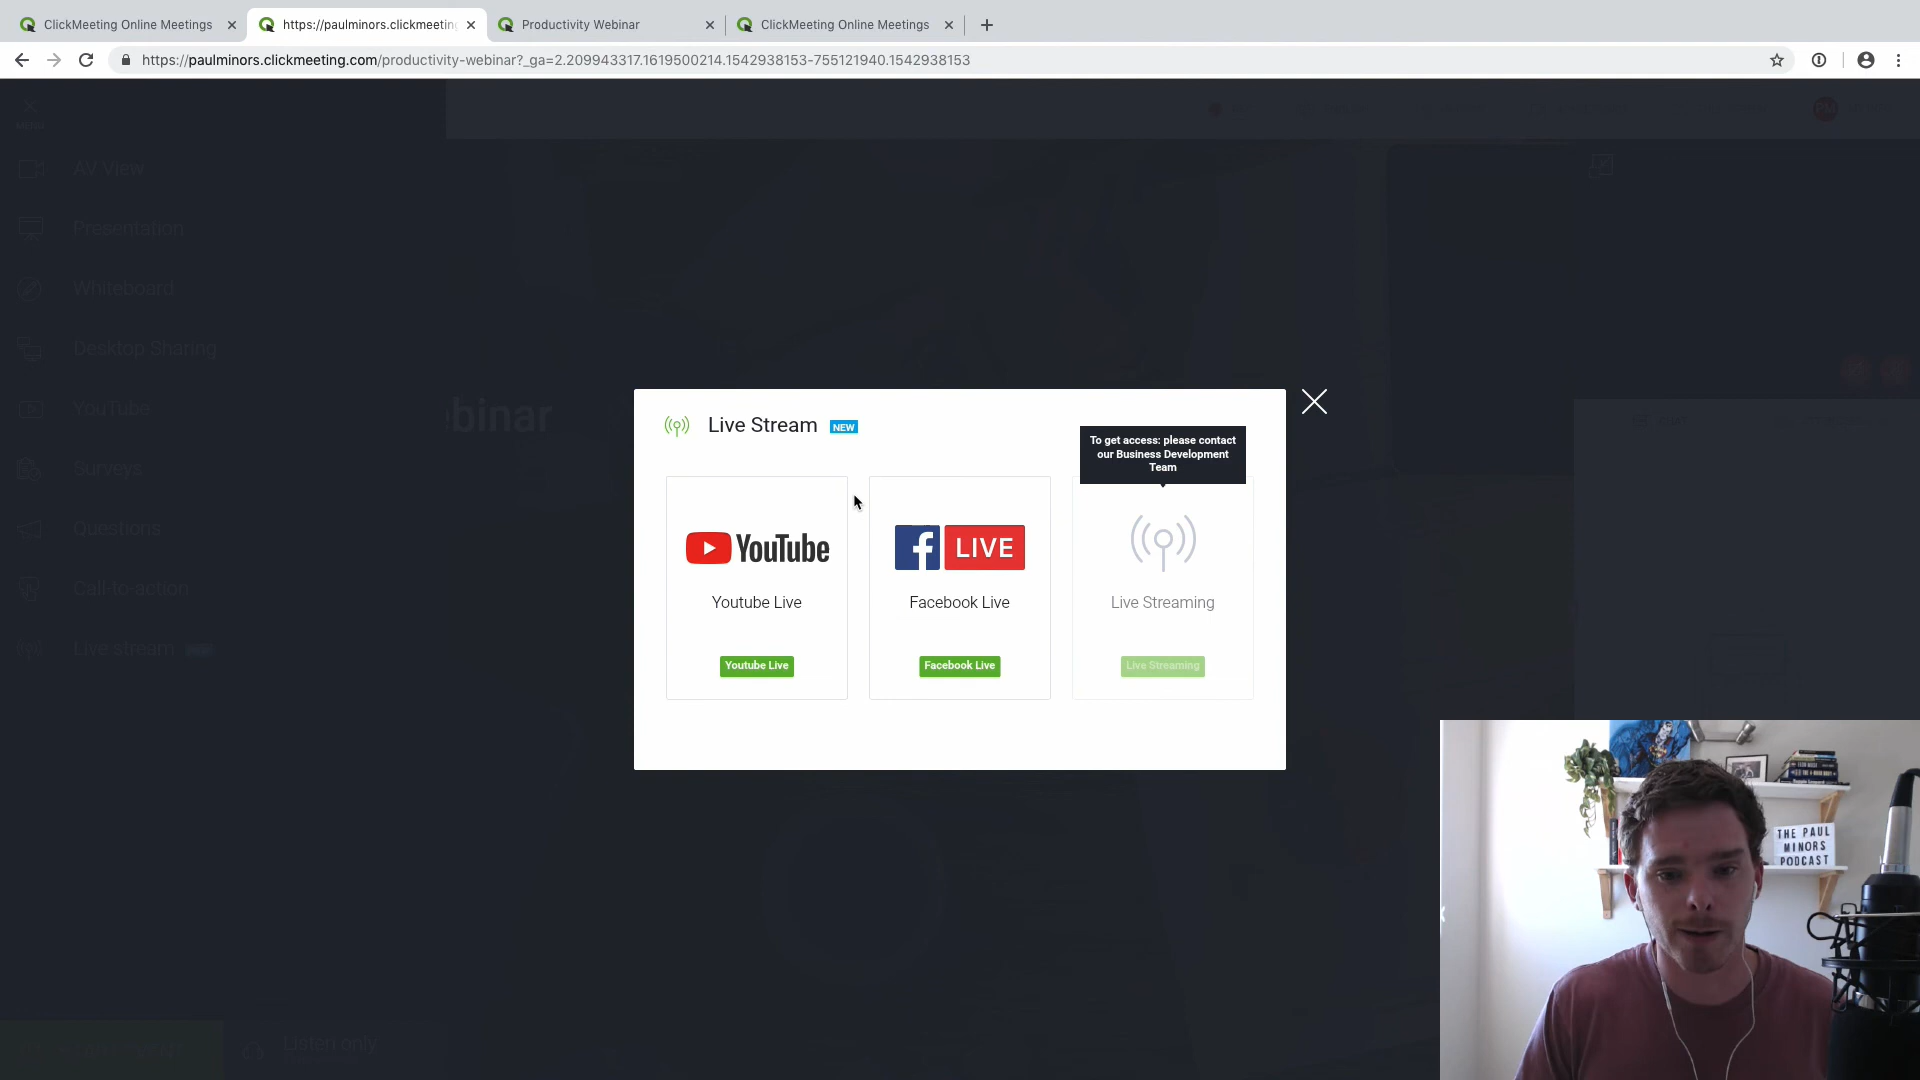 ClickMeeting Online Meetings
https://paulminors.clickmeeting
Productivity Webinar
ClickMeeting Online Meetings
https://paulminors.clickmeeting.com/productivity-webinar?_ga=2.209943317.1619500214.1542938153-755121940.1542938153
PM
AV View
Presentation
Whiteboard
Desktop Sharing
YouTube
Surveys
Questions
Call-to-action
Live stream
binar
Live Stream NEW
To get access: please contact
our Business Development
Team
YouTube
Youtube Live
Youtube Live
f LIVE
Facebook Live
Facebook Live
Live Streaming
Live Streaming
Listen only
THE PAUL
MINORS
PODCAST